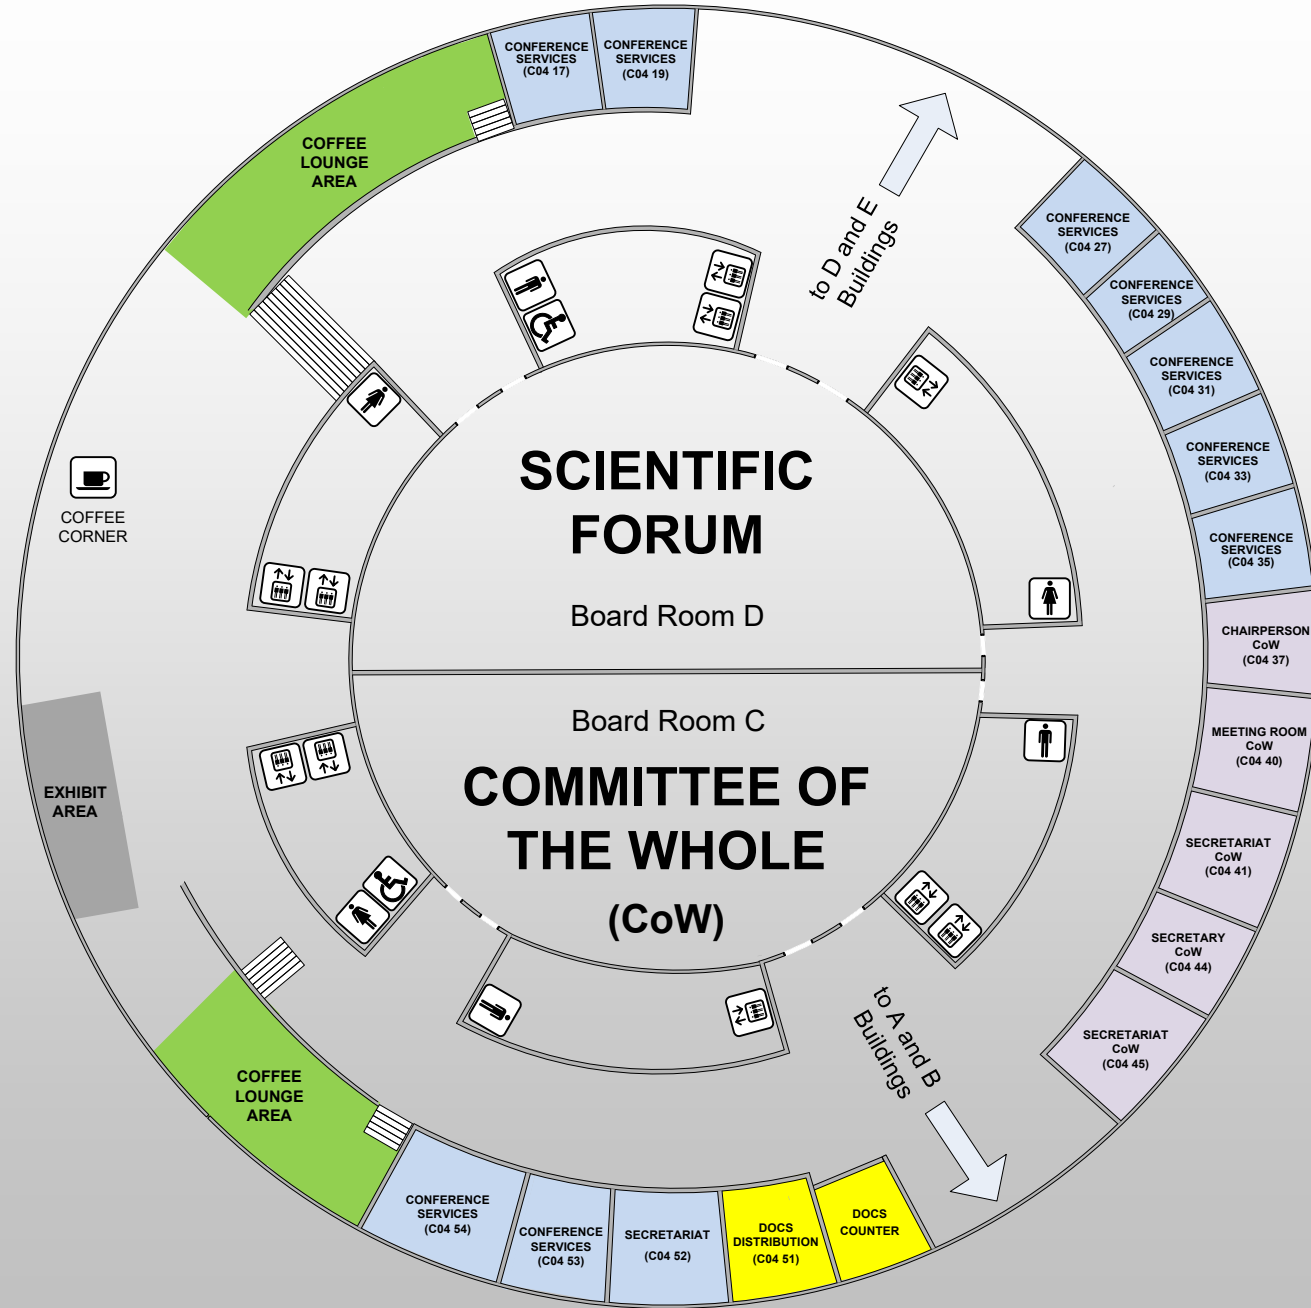 CONFERENCE
SERVICES
(C04 17)
CONFERENCE
SERVICES
(C04 19)
COFFEE
LOUNGE
AREA
to D and E
Buildings
CONFERENCE
SERVICES
(C04 27)
CONFERENCE
SERVICES
(C04 29)
CONFERENCE
SERVICES
(C04 31)
CONFERENCE
SERVICES
(C04 33)
CONFERENCE
SERVICES
(C04 35)
COFFEE
CORNER
SCIENTIFIC
FORUM
Board Room D
CHAIRPERSON
CoW
(C04 37)
Board Room C
COMMITTEE OF
THE WHOLE
(CoW)
MEETING ROOM
CoW
(C04 40)
EXHIBIT
AREA
SECRETARIAT
CoW
(C04 41)
SECRETARY
CoW
(C04 44)
SECRETARIAT
CoW
(C04 45)
to A and B
Buildings
COFFEE
LOUNGE
AREA
CONFERENCE
SERVICES
(C04 54)
CONFERENCE
SERVICES
(C04 53)
SECRETARIAT
(C04 52)
DOCS
DISTRIBUTION
(C04 51)
DOCS
COUNTER